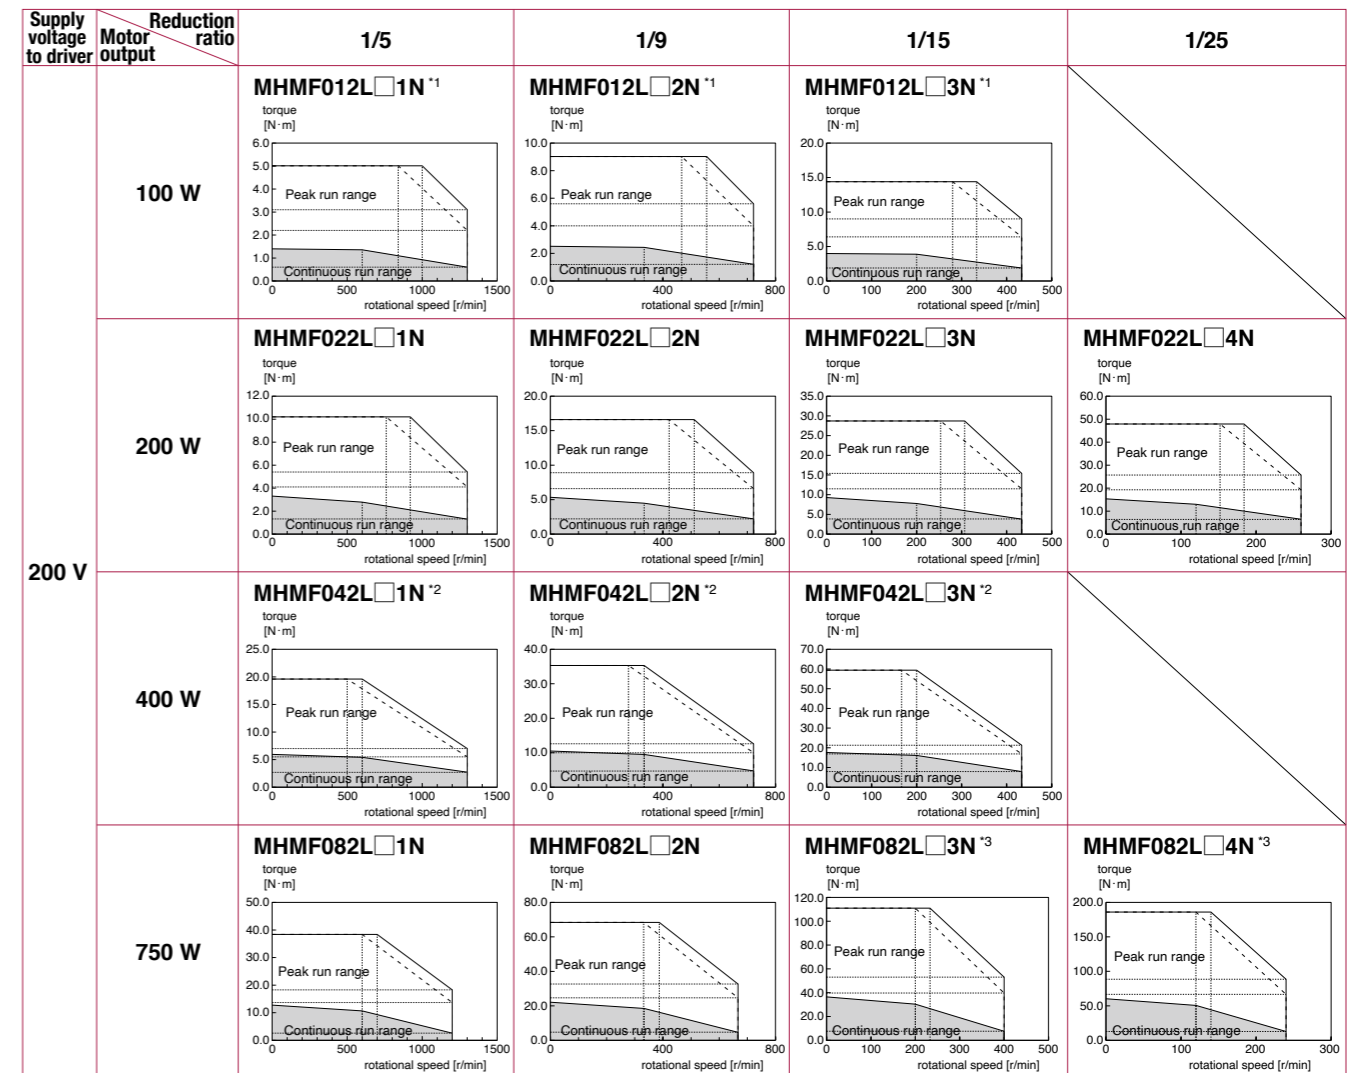 Supply voltage to driver
Motor output
Reduction ratio
1/5
1/9
1/15
1/25
200 V
100 W
MHMF012L□1N *1
torque
[N·m]
6.0
5.0
4.0
3.0
2.0
1.0
0.0
Peak run range
Continuous run range
0 500 1000 1500
rotational speed [r/min]
MHMF012L□2N *1
torque
[N·m]
10.0
8.0
6.0
4.0
2.0
0.0
Peak run range
Continuous run range
0 400 800
rotational speed [r/min]
MHMF012L□3N *1
torque
[N·m]
20.0
15.0
10.0
5.0
0.0
Peak run range
Continuous run range
0 100 200 300 400 500
rotational speed [r/min]
200 W
MHMF022L□1N
torque
[N·m]
12.0
10.0
8.0
6.0
4.0
2.0
0.0
Peak run range
Continuous run range
0 500 1000 1500
rotational speed [r/min]
MHMF022L□2N
torque
[N·m]
20.0
15.0
10.0
5.0
0.0
Peak run range
Continuous run range
0 400 800
rotational speed [r/min]
MHMF022L□3N
torque
[N·m]
35.0
30.0
25.0
20.0
15.0
10.0
5.0
0.0
Peak run range
Continuous run range
0 100 200 300 400 500
rotational speed [r/min]
MHMF022L□4N
torque
[N·m]
60.0
50.0
40.0
30.0
20.0
10.0
0.0
Peak run range
Continuous run range
0 100 200 300
rotational speed [r/min]
400 W
MHMF042L□1N *2
torque
[N·m]
25.0
20.0
15.0
10.0
5.0
0.0
Peak run range
Continuous run range
0 500 1000 1500
rotational speed [r/min]
MHMF042L□2N *2
torque
[N·m]
40.0
30.0
20.0
10.0
0.0
Peak run range
Continuous run range
0 400 800
rotational speed [r/min]
MHMF042L□3N *2
torque
[N·m]
70.0
60.0
50.0
40.0
30.0
20.0
10.0
0.0
Peak run range
Continuous run range
0 100 200 300 400 500
rotational speed [r/min]
750 W
MHMF082L□1N
torque
[N·m]
50.0
40.0
30.0
20.0
10.0
0.0
Peak run range
Continuous run range
0 500 1000 1500
rotational speed [r/min]
MHMF082L□2N
torque
[N·m]
80.0
60.0
40.0
20.0
0.0
Peak run range
Continuous run range
0 400 800
rotational speed [r/min]
MHMF082L□3N *3
torque
[N·m]
120.0
100.0
80.0
60.0
40.0
20.0
0.0
Peak run range
Continuous run range
0 100 200 300 400 500
rotational speed [r/min]
MHMF082L□4N *3
torque
[N·m]
200.0
150.0
100.0
50.0
0.0
Peak run range
Continuous run range
0 100 200 300
rotational speed [r/min]